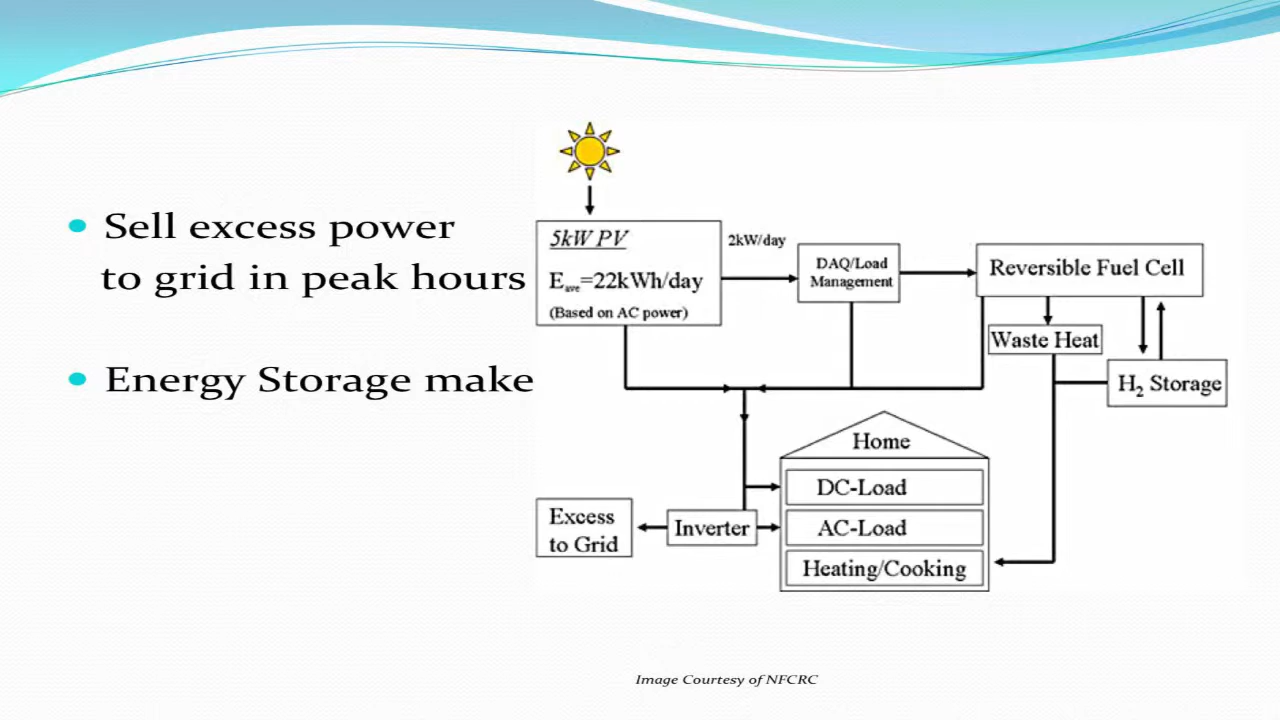 Sell excess power
to grid in peak hours
Energy Storage make
5kW PV
E_ave=22kWh/day
(Based on AC power)
2kW/day
DAQ/Load
Management
Reversible Fuel Cell
Waste Heat
H₂ Storage
Home
DC-Load
AC-Load
Heating/Cooking
Inverter
Excess
to Grid
Image Courtesy of NFCRC